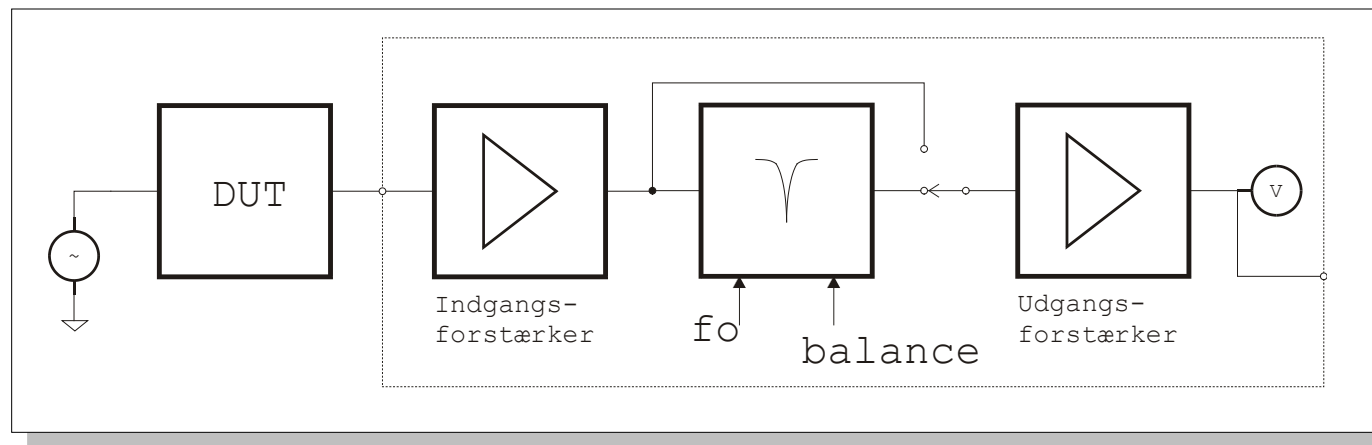 DUT
~
V
Indgangs-
forstærker
fo
balance
Udgangs-
forstærker